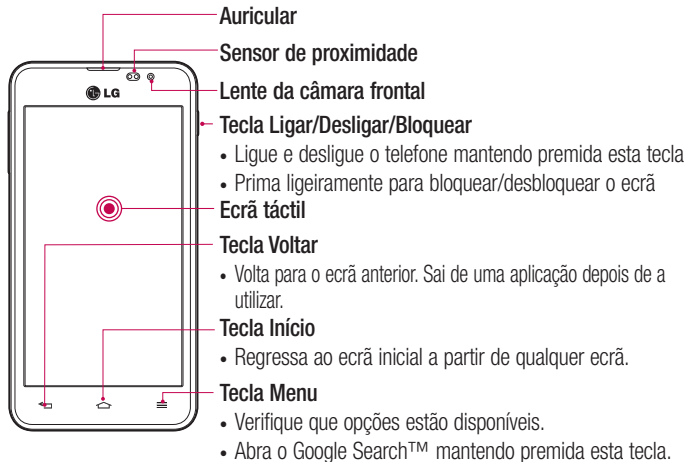 Auricular
Sensor de proximidade
Lente da câmara frontal
LG
Tecla Ligar/Desligar/Bloquear
• Ligue e desligue o telefone mantendo premida esta tecla
• Prima ligeiramente para bloquear/desbloquear o ecrã
Ecrã táctil
Tecla Voltar
• Volta para o ecrã anterior. Sai de uma aplicação depois de a
utilizar.
Tecla Início
• Regressa ao ecrã inicial a partir de qualquer ecrã.
Tecla Menu
• Verifique que opções estão disponíveis.
• Abra o Google Search™ mantendo premida esta tecla.